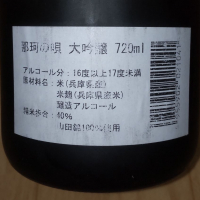 那珂の唄 大吟醸 720ml
アルコール分:16度以上17度未満
原材料名:米(兵庫県産)
米麹(兵庫県産米)
醸造アルコール
精米歩合:40%
山田錦100%使用